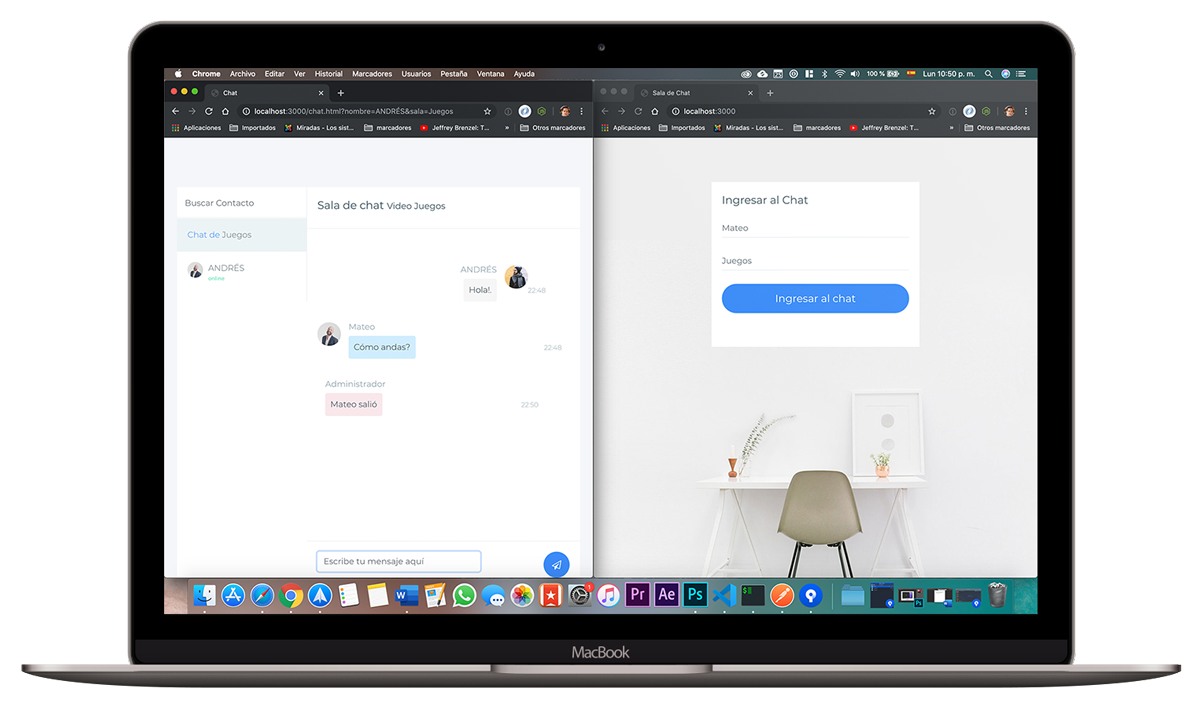 Chrome Archivo Editar Ver Historial Marcadores Usuarios Pestaña Ventana Ayuda
100 % Lun 10:50 p. m.
Chat
localhost:3000/chat.html?nombre=ANDRÉS&sala=Juegos
Aplicaciones Importados Miradas - Los sist... marcadores Jeffrey Brenzel: T... » Otros marcadores
Buscar Contacto
Chat de Juegos
ANDRÉS
online
Sala de chat Video Juegos
ANDRÉS
Hola!.
22:48
Mateo
Cómo andas?
22:48
Administrador
Mateo salió
22:50
Escribe tu mensaje aquí
Sala de Chat
localhost:3000
Aplicaciones Importados Miradas - Los sist... marcadores Jeffrey Brenzel: T... » Otros marcadores
Ingresar al Chat
Mateo
Juegos
Ingresar al chat
W Pr Ae Ps
MacBook